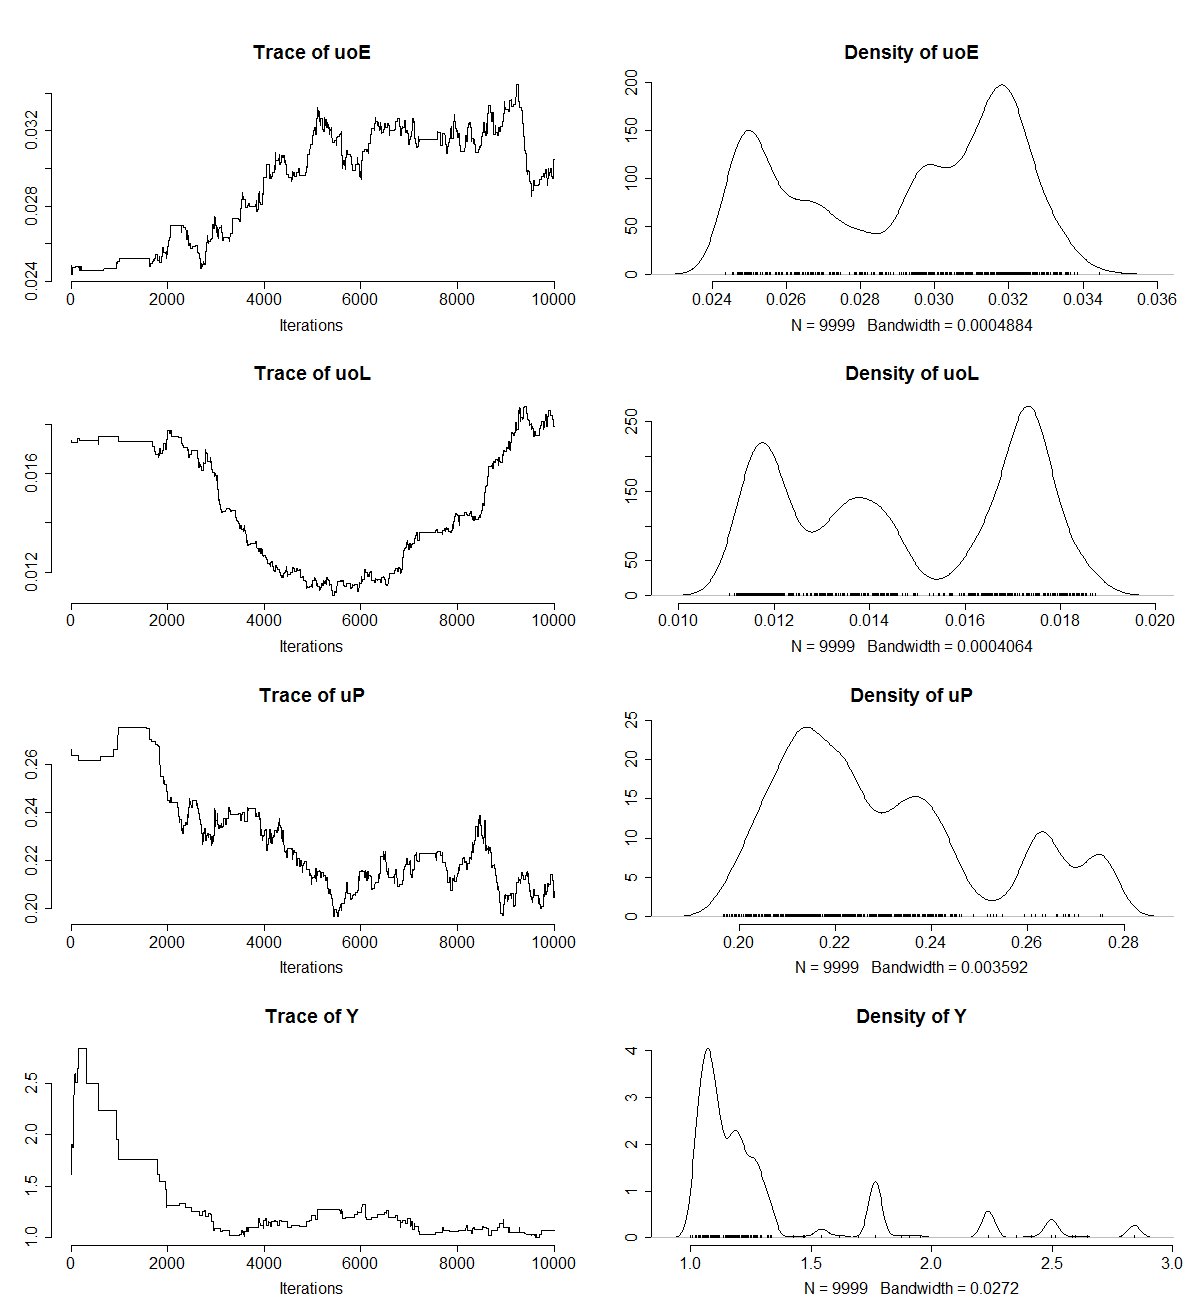 Trace of uoE
Density of uoE
0.024 0.028 0.032
0 2000 4000 6000 8000 10000
Iterations
0 50 100 150 200
0.024 0.026 0.028 0.030 0.032 0.034 0.036
N = 9999 Bandwidth = 0.0004884
Trace of uoL
Density of uoL
0.012 0.016
0 2000 4000 6000 8000 10000
Iterations
0 50 150 250
0.010 0.012 0.014 0.016 0.018 0.020
N = 9999 Bandwidth = 0.0004064
Trace of uP
Density of uP
0.20 0.22 0.24 0.26
0 2000 4000 6000 8000 10000
Iterations
0 5 10 15 20 25
0.20 0.22 0.24 0.26 0.28
N = 9999 Bandwidth = 0.003592
Trace of Y
Density of Y
1.0 1.5 2.0 2.5
0 2000 4000 6000 8000 10000
Iterations
0 1 2 3 4
1.0 1.5 2.0 2.5 3.0
N = 9999 Bandwidth = 0.0272